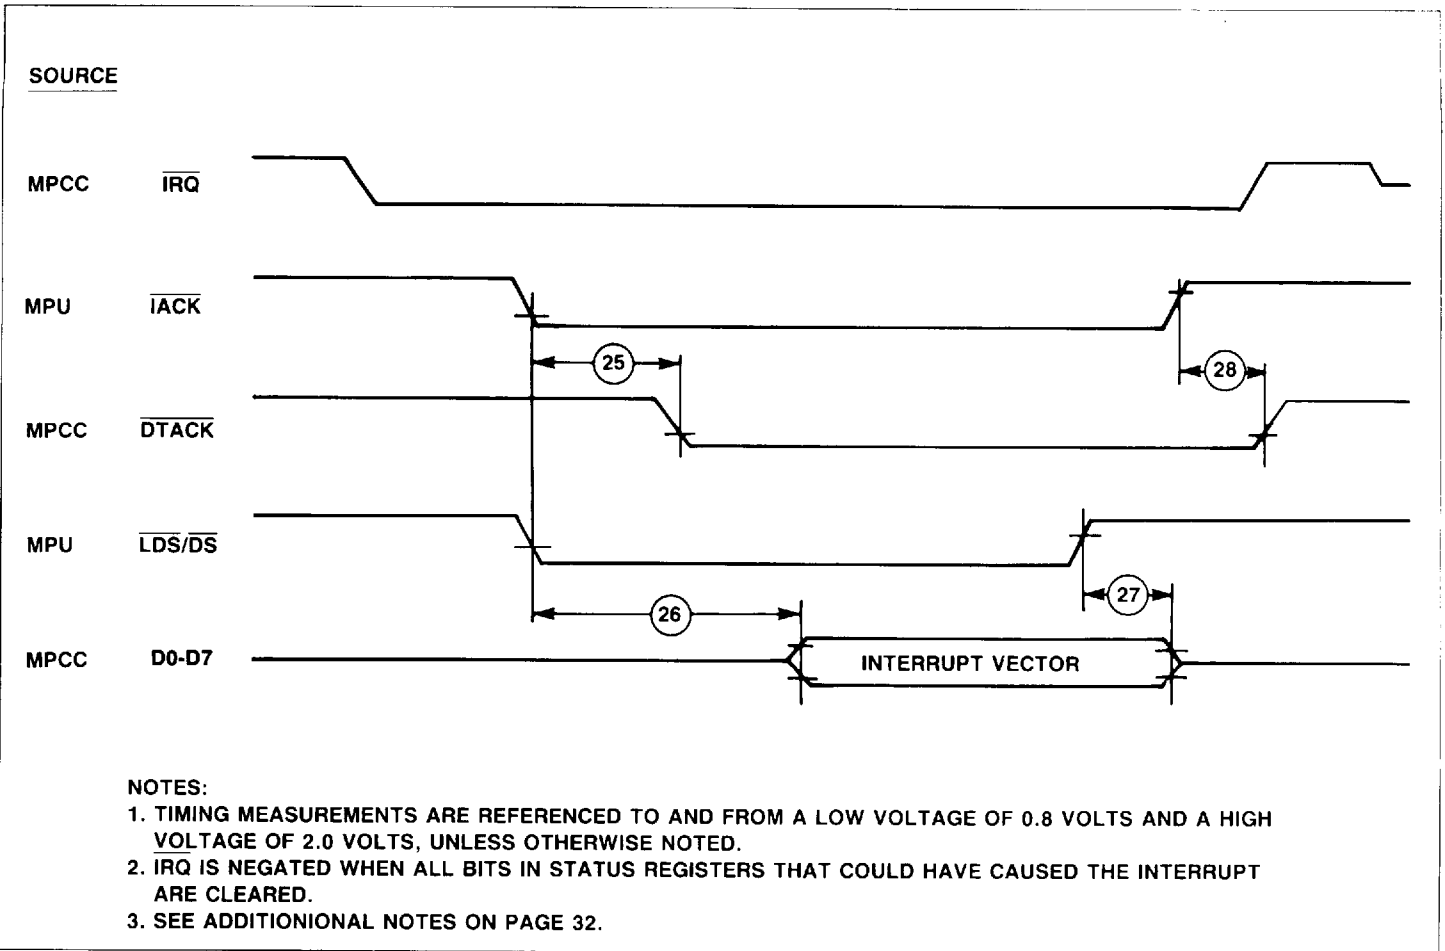 SOURCE
MPCC IRQ
MPU IACK
25
28
MPCC DTACK
MPU LDS/DS
26
27
MPCC D0-D7 INTERRUPT VECTOR
NOTES:
1. TIMING MEASUREMENTS ARE REFERENCED TO AND FROM A LOW VOLTAGE OF 0.8 VOLTS AND A HIGH
VOLTAGE OF 2.0 VOLTS, UNLESS OTHERWISE NOTED.
2. IRQ IS NEGATED WHEN ALL BITS IN STATUS REGISTERS THAT COULD HAVE CAUSED THE INTERRUPT
ARE CLEARED.
3. SEE ADDITIONIONAL NOTES ON PAGE 32.